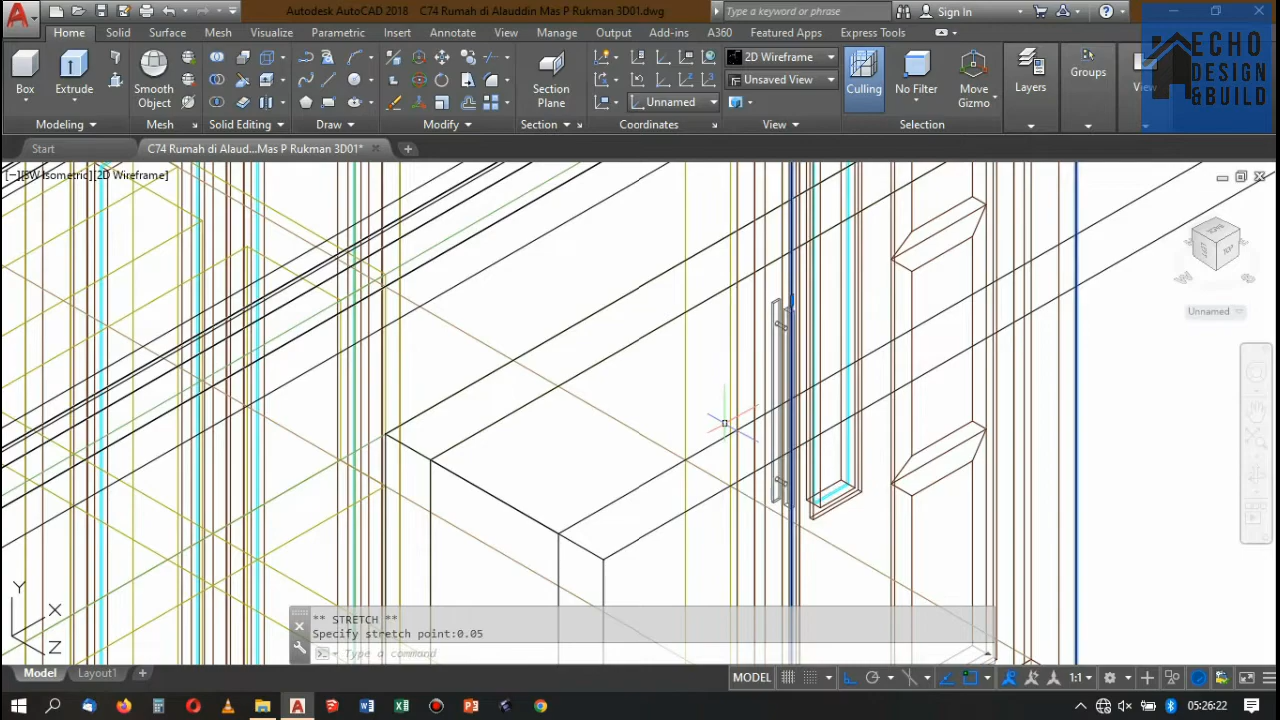 Autodesk AutoCAD 2018 C74 Rumah di Alauddin Mas P Rukman 3D01.dwg
Type a keyword or phrase
Sign In
Home Solid Surface Mesh Visualize Parametric Insert Annotate View Manage Output Add-ins A360 Featured Apps Express Tools
ECHO
DESIGN
&BUILD
2D Wireframe
Unsaved View
Unnamed
Box
Extrude
Smooth
Object
Section
Plane
Culling
No Filter
Move
Gizmo
Layers
Groups
View
Modeling
Mesh
Solid Editing
Draw
Modify
Section
Coordinates
View
Selection
Start
C74 Rumah di Alaud...Mas P Rukman 3D01*
[−][SW Isometric][2D Wireframe]
Unnamed
Y
X
Z
** STRETCH **
Specify stretch point:0.05
Type a command
Model
Layout1
MODEL
1:1
05:26:22